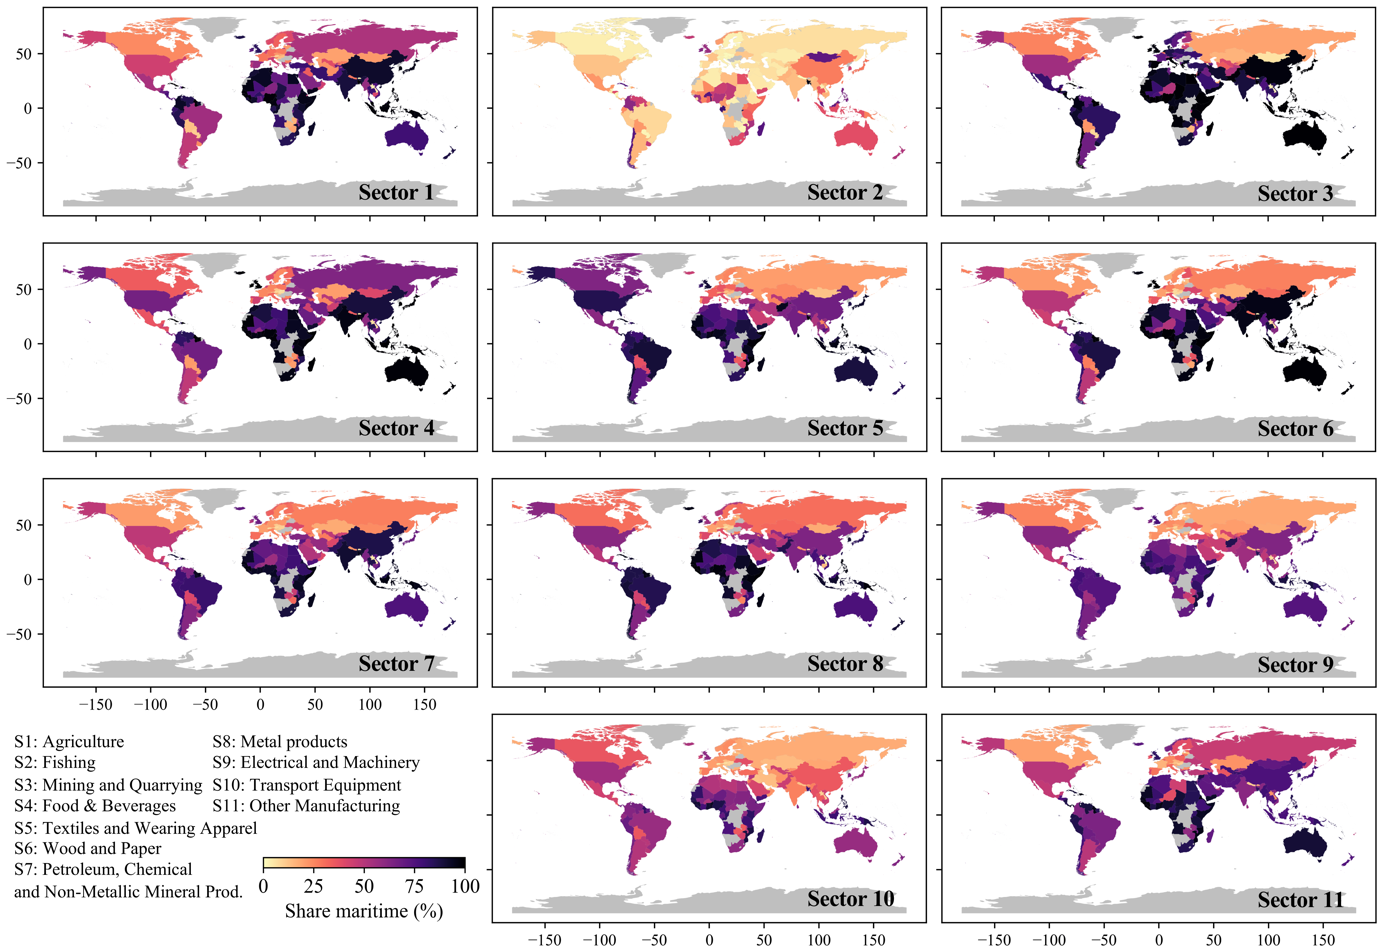 50
0
−50
Sector 1
Sector 2
Sector 3
50
0
−50
Sector 4
Sector 5
Sector 6
50
0
−50
Sector 7
Sector 8
Sector 9
−150 −100 −50 0 50 100 150
S1: Agriculture
S2: Fishing
S3: Mining and Quarrying
S4: Food & Beverages
S5: Textiles and Wearing Apparel
S6: Wood and Paper
S7: Petroleum, Chemical
and Non-Metallic Mineral Prod.
S8: Metal products
S9: Electrical and Machinery
S10: Transport Equipment
S11: Other Manufacturing
0 25 50 75 100
Share maritime (%)
Sector 10
Sector 11
−150 −100 −50 0 50 100 150
−150 −100 −50 0 50 100 150